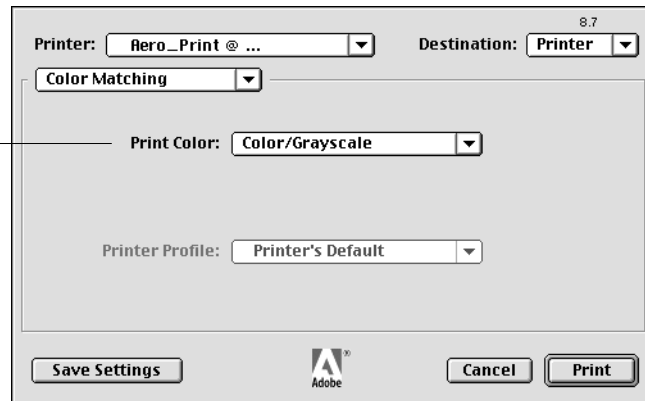 8.7
Printer: Aero_Print @ ... Destination: Printer
Color Matching
Print Color: Color/Grayscale
Printer Profile: Printer's Default
Save Settings Adobe ® Cancel Print